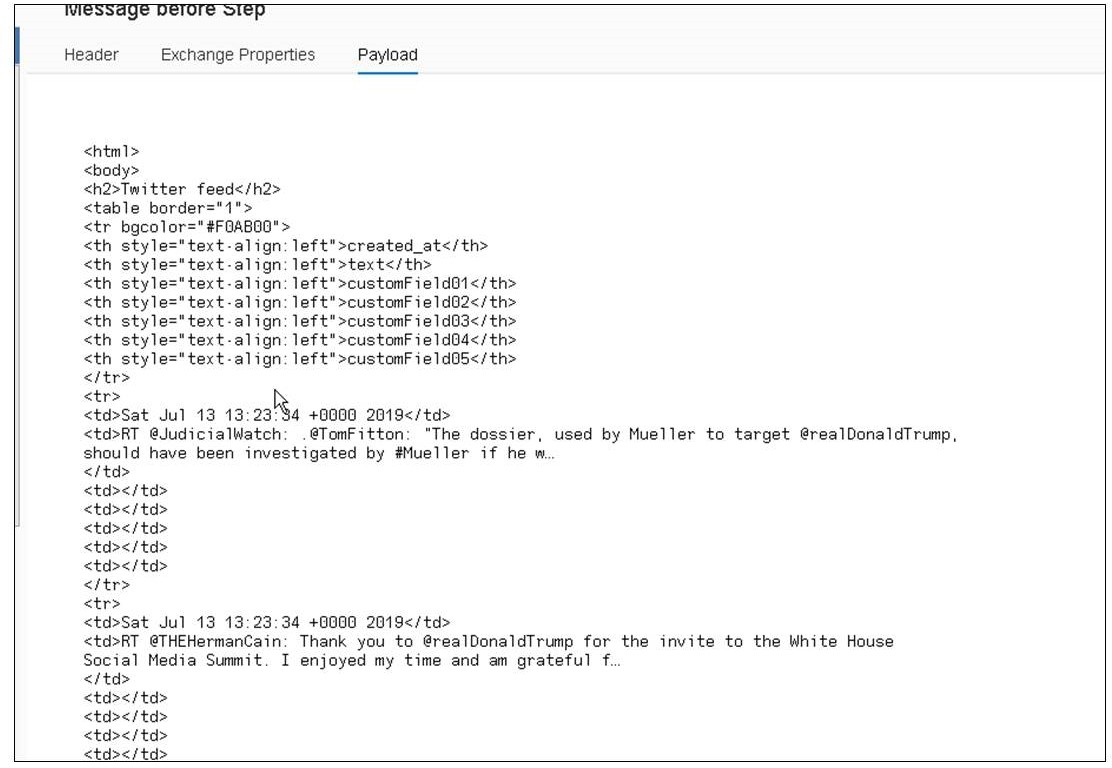 Message before Step
Header Exchange Properties Payload
<html>
<body>
<h2>Twitter feed</h2>
<table border="1">
<tr bgcolor="#F0AB00">
<th style="text-align:left">created_at</th>
<th style="text-align:left">text</th>
<th style="text-align:left">customField01</th>
<th style="text-align:left">customField02</th>
<th style="text-align:left">customField03</th>
<th style="text-align:left">customField04</th>
<th style="text-align:left">customField05</th>
</tr>
<tr>
<td>Sat Jul 13 13:23:34 +0000 2019</td>
<td>RT @JudicialWatch: .@TomFitton: "The dossier, used by Mueller to target @realDonaldTrump,
should have been investigated by #Mueller if he w…
</td>
<td></td>
<td></td>
<td></td>
<td></td>
<td></td>
</tr>
<tr>
<td>Sat Jul 13 13:23:34 +0000 2019</td>
<td>RT @THEHermanCain: Thank you to @realDonaldTrump for the invite to the White House
Social Media Summit. I enjoyed my time and am grateful f…
</td>
<td></td>
<td></td>
<td></td>
<td></td>